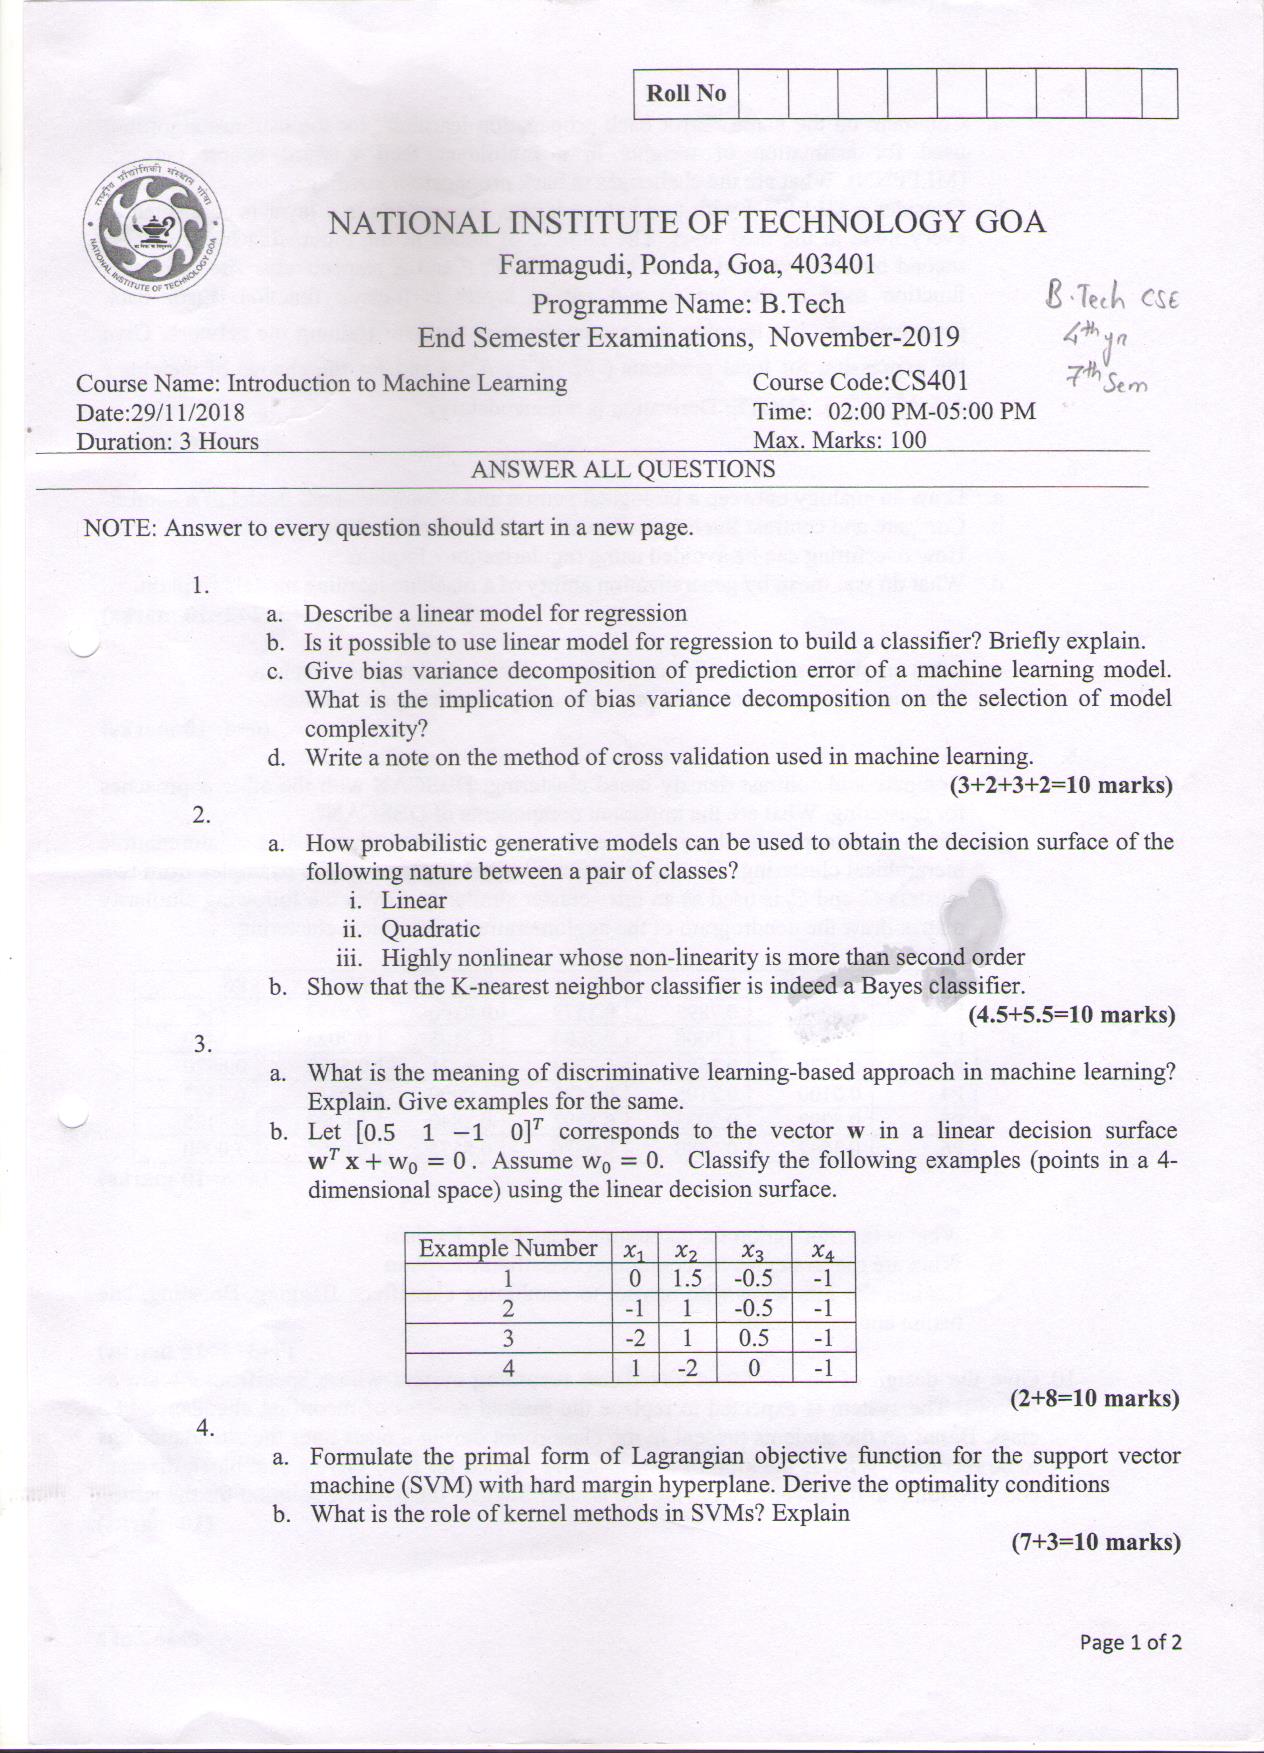 Roll No
राष्ट्रीय प्रौद्योगिकी संस्थान गोवा
NATIONAL INSTITUTE OF TECHNOLOGY GOA
NATIONAL INSTITUTE OF TECHNOLOGY GOA
Farmagudi, Ponda, Goa, 403401
Programme Name: B.Tech
B.Tech CSE
End Semester Examinations, November-2019
4th yr
7th Sem
Course Name: Introduction to Machine Learning
Course Code:CS401
Date:29/11/2018
Time: 02:00 PM-05:00 PM
Duration: 3 Hours
Max. Marks: 100
ANSWER ALL QUESTIONS
NOTE: Answer to every question should start in a new page.
1.
a. Describe a linear model for regression
b. Is it possible to use linear model for regression to build a classifier? Briefly explain.
c. Give bias variance decomposition of prediction error of a machine learning model.
What is the implication of bias variance decomposition on the selection of model
complexity?
d. Write a note on the method of cross validation used in machine learning.
(3+2+3+2=10 marks)
2.
a. How probabilistic generative models can be used to obtain the decision surface of the
following nature between a pair of classes?
i. Linear
ii. Quadratic
iii. Highly nonlinear whose non-linearity is more than second order
b. Show that the K-nearest neighbor classifier is indeed a Bayes classifier.
(4.5+5.5=10 marks)
3.
a. What is the meaning of discriminative learning-based approach in machine learning?
Explain. Give examples for the same.
b. Let [0.5 1 −1 0]ᵀ corresponds to the vector w in a linear decision surface
wᵀ x + w₀ = 0 . Assume w₀ = 0. Classify the following examples (points in a 4-
dimensional space) using the linear decision surface.
Example Number x₁ x₂ x₃ x₄
1 0 1.5 -0.5 -1
2 -1 1 -0.5 -1
3 -2 1 0.5 -1
4 1 -2 0 -1
(2+8=10 marks)
4.
a. Formulate the primal form of Lagrangian objective function for the support vector
machine (SVM) with hard margin hyperplane. Derive the optimality conditions
b. What is the role of kernel methods in SVMs? Explain
(7+3=10 marks)
Page 1 of 2